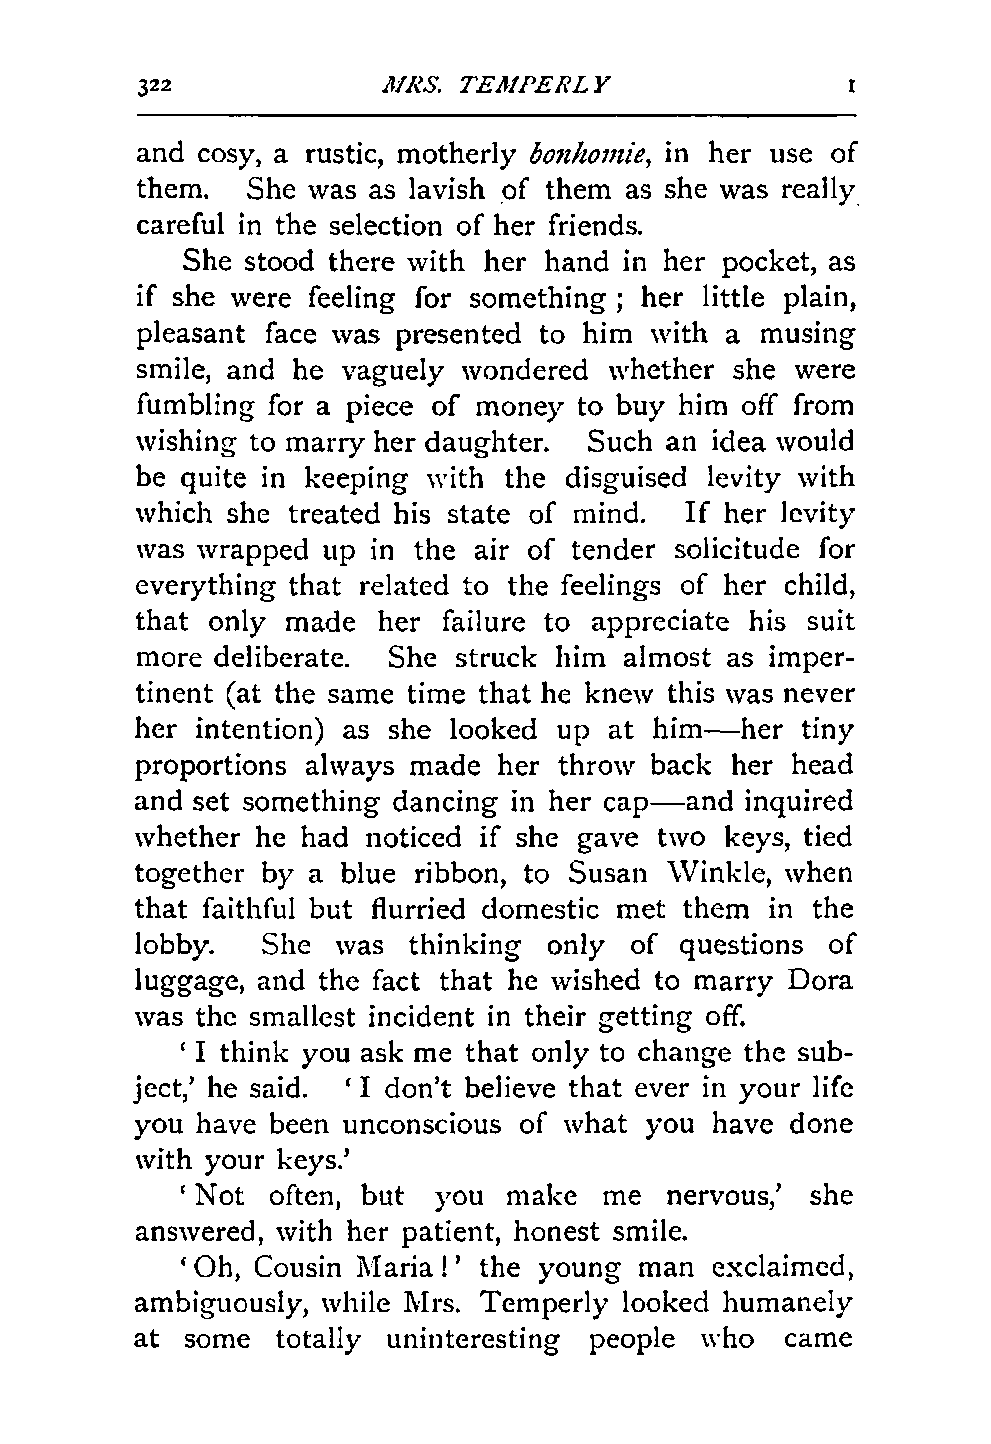 322 MRS. TEMPERLY I
and cosy, a rustic, motherly bonhomie, in her use of
them. She was as lavish of them as she was really
careful in the selection of her friends.
She stood there with her hand in her pocket, as
if she were feeling for something ; her little plain,
pleasant face was presented to him with a musing
smile, and he vaguely wondered whether she were
fumbling for a piece of money to buy him off from
wishing to marry her daughter. Such an idea would
be quite in keeping with the disguised levity with
which she treated his state of mind. If her levity
was wrapped up in the air of tender solicitude for
everything that related to the feelings of her child,
that only made her failure to appreciate his suit
more deliberate. She struck him almost as imper-
tinent (at the same time that he knew this was never
her intention) as she looked up at him—her tiny
proportions always made her throw back her head
and set something dancing in her cap—and inquired
whether he had noticed if she gave two keys, tied
together by a blue ribbon, to Susan Winkle, when
that faithful but flurried domestic met them in the
lobby. She was thinking only of questions of
luggage, and the fact that he wished to marry Dora
was the smallest incident in their getting off.
‘ I think you ask me that only to change the sub-
ject,’ he said. ‘ I don’t believe that ever in your life
you have been unconscious of what you have done
with your keys.’
‘ Not often, but you make me nervous,’ she
answered, with her patient, honest smile.
‘ Oh, Cousin Maria ! ’ the young man exclaimed,
ambiguously, while Mrs. Temperly looked humanely
at some totally uninteresting people who came